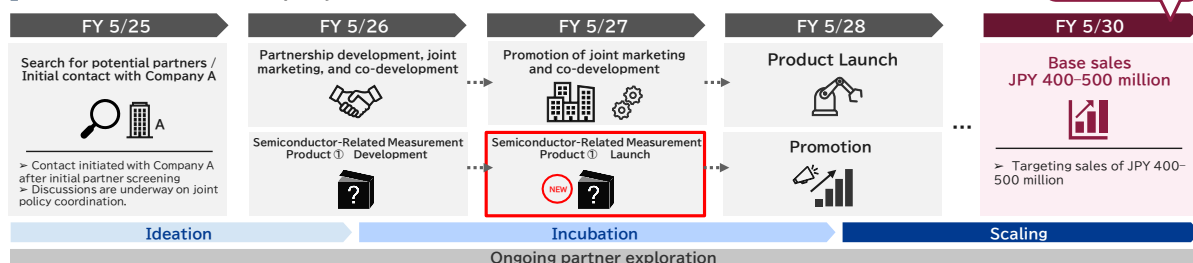 FY 5/25
FY 5/26
FY 5/27
FY 5/28
FY 5/30
Search for potential partners /
Initial contact with Company A
A
➢ Contact initiated with Company A
after initial partner screening
➢ Discussions are underway on joint
policy coordination.
Partnership development, joint
marketing, and co-development
Semiconductor-Related Measurement
Product ① Development
?
Promotion of joint marketing
and co-development
Semiconductor-Related Measurement
Product ① Launch
NEW
?
Product Launch
Promotion
...
Base sales
JPY 400–500 million
➢ Targeting sales of JPY 400–
500 million
Ideation
Incubation
Scaling
Ongoing partner exploration